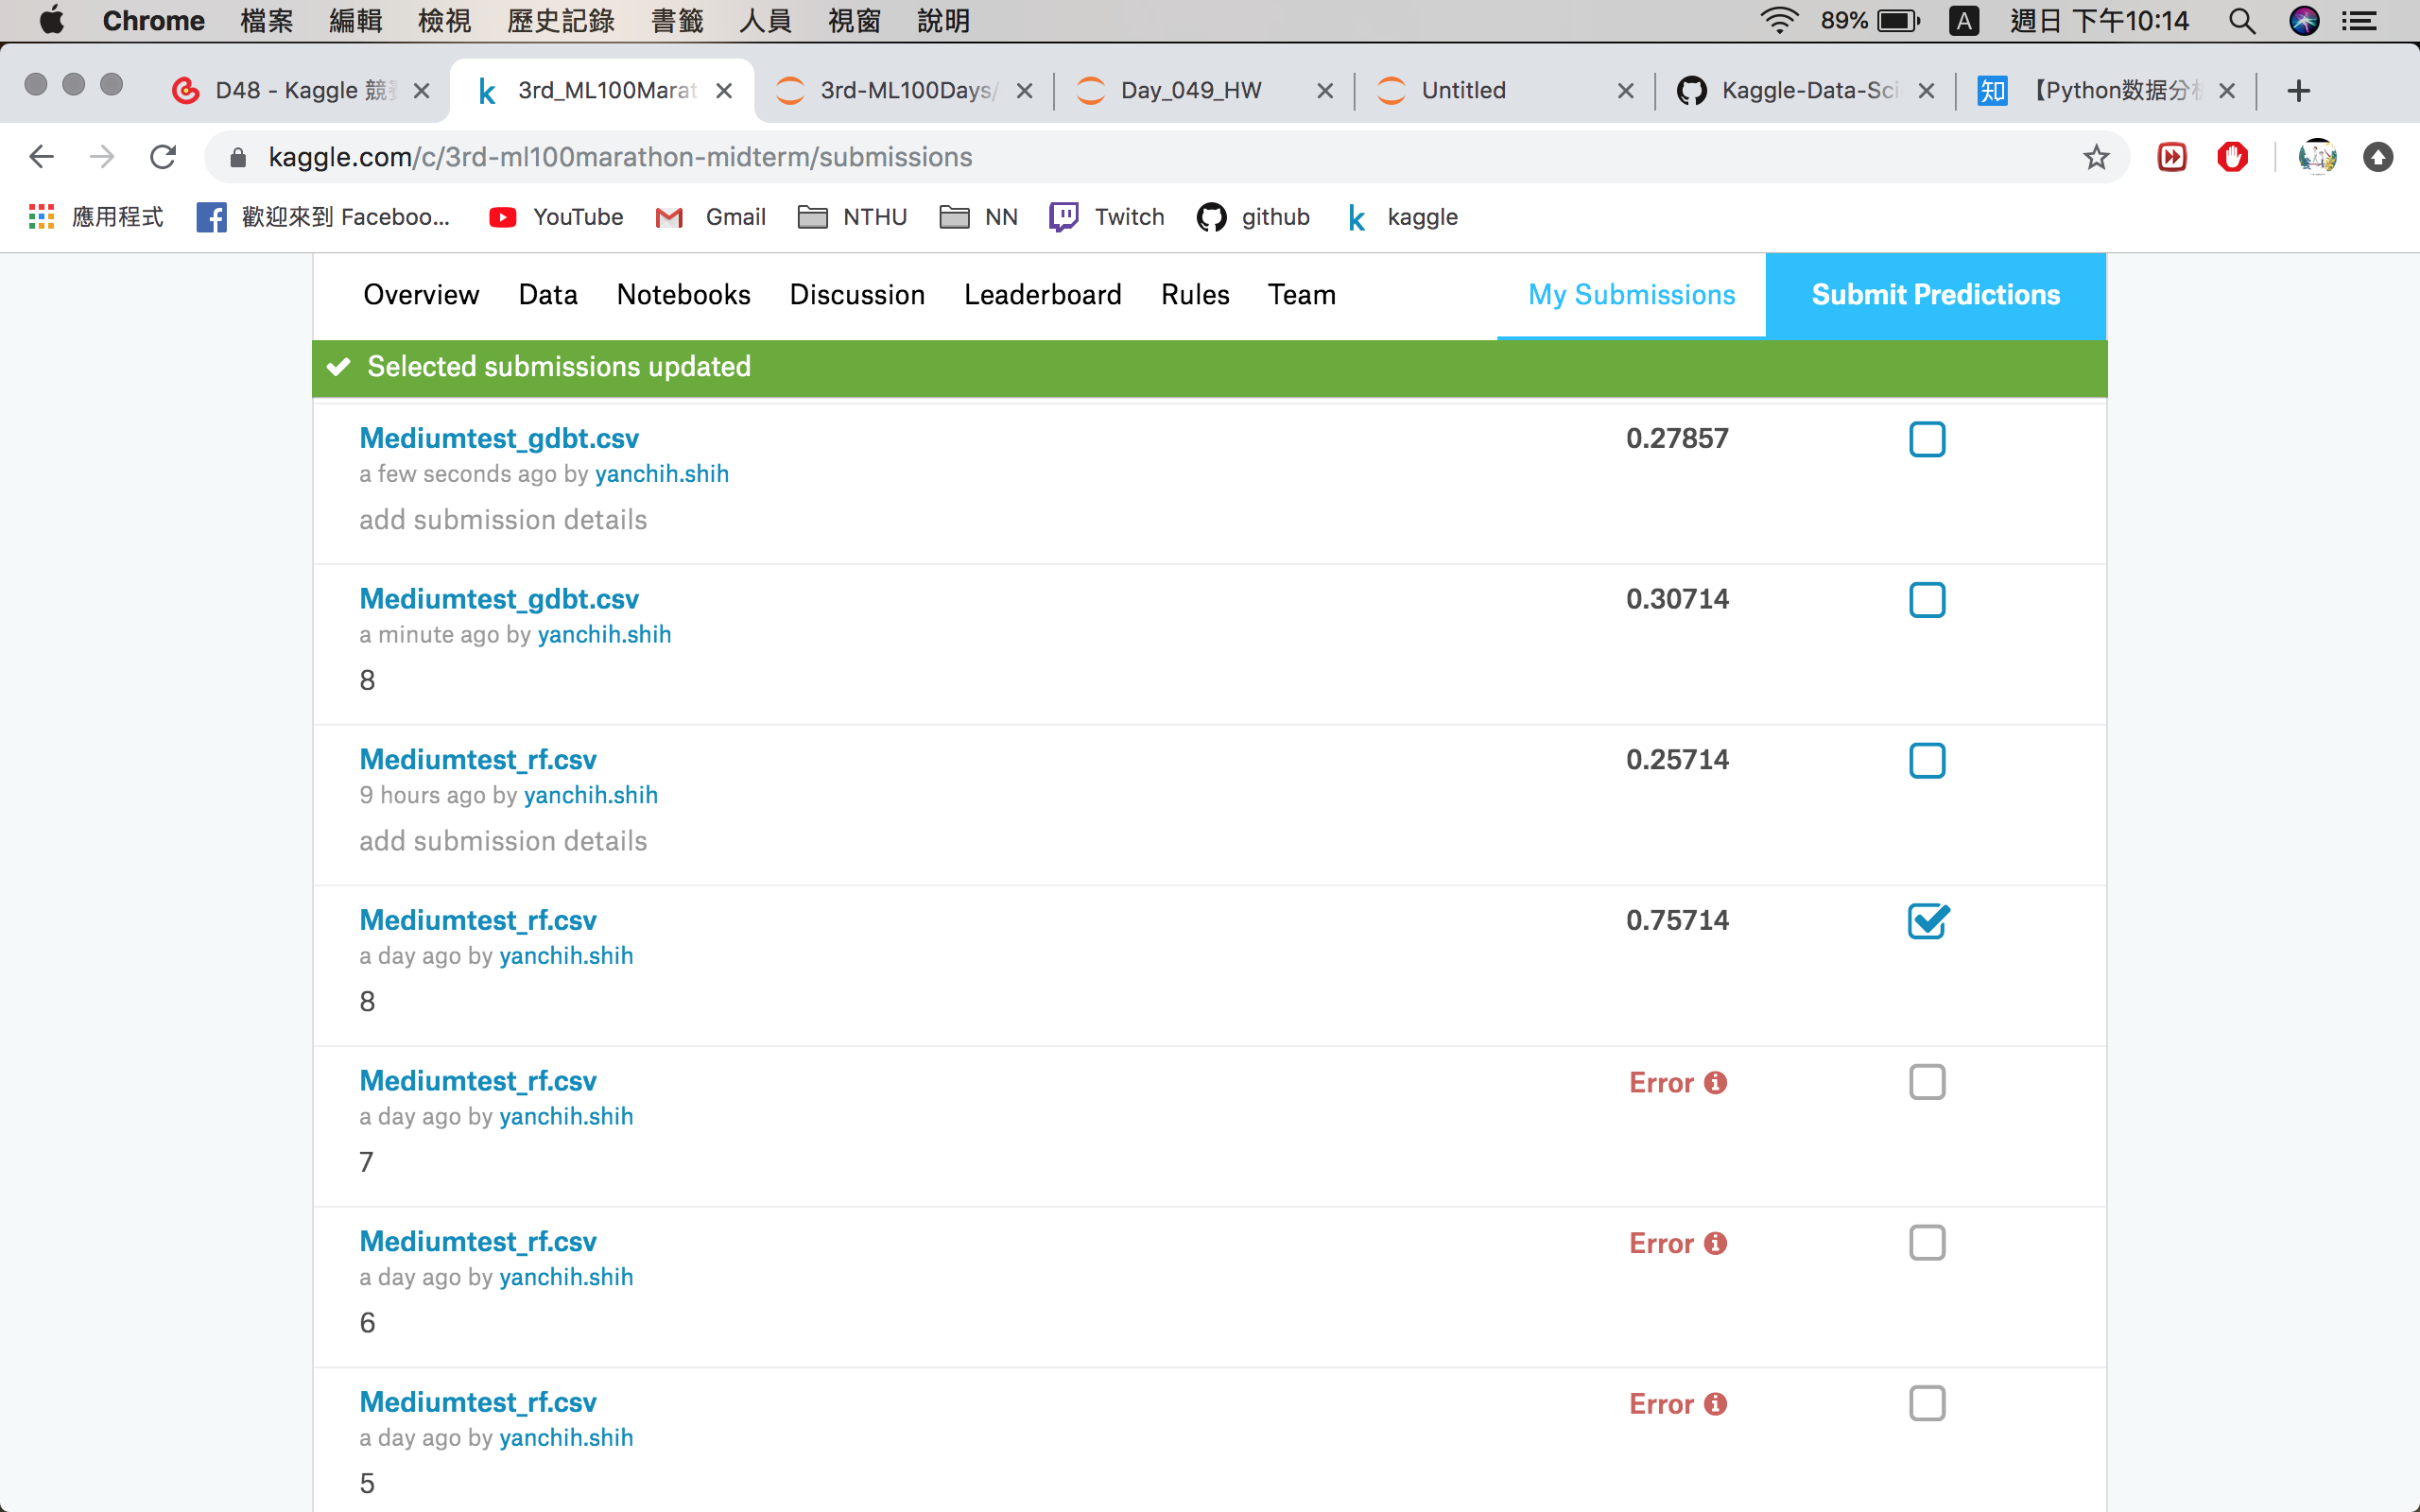 Chrome 檔案 編輯 檢視 歷史記錄 書籤 人員 視窗 說明 89% A 週日 下午10:14
D48 - Kaggle 競 3rd_ML100Marat 3rd-ML100Days/ Day_049_HW Untitled Kaggle-Data-Sci 知 【Python数据分
kaggle.com/c/3rd-ml100marathon-midterm/submissions
應用程式 歡迎來到 Faceboo... YouTube Gmail NTHU NN Twitch github kaggle
Overview Data Notebooks Discussion Leaderboard Rules Team My Submissions Submit Predictions
Selected submissions updated
Mediumtest_gdbt.csv 0.27857
a few seconds ago by yanchih.shih
add submission details
Mediumtest_gdbt.csv 0.30714
a minute ago by yanchih.shih
8
Mediumtest_rf.csv 0.25714
9 hours ago by yanchih.shih
add submission details
Mediumtest_rf.csv 0.75714
a day ago by yanchih.shih
8
Mediumtest_rf.csv Error
a day ago by yanchih.shih
7
Mediumtest_rf.csv Error
a day ago by yanchih.shih
6
Mediumtest_rf.csv Error
a day ago by yanchih.shih
5